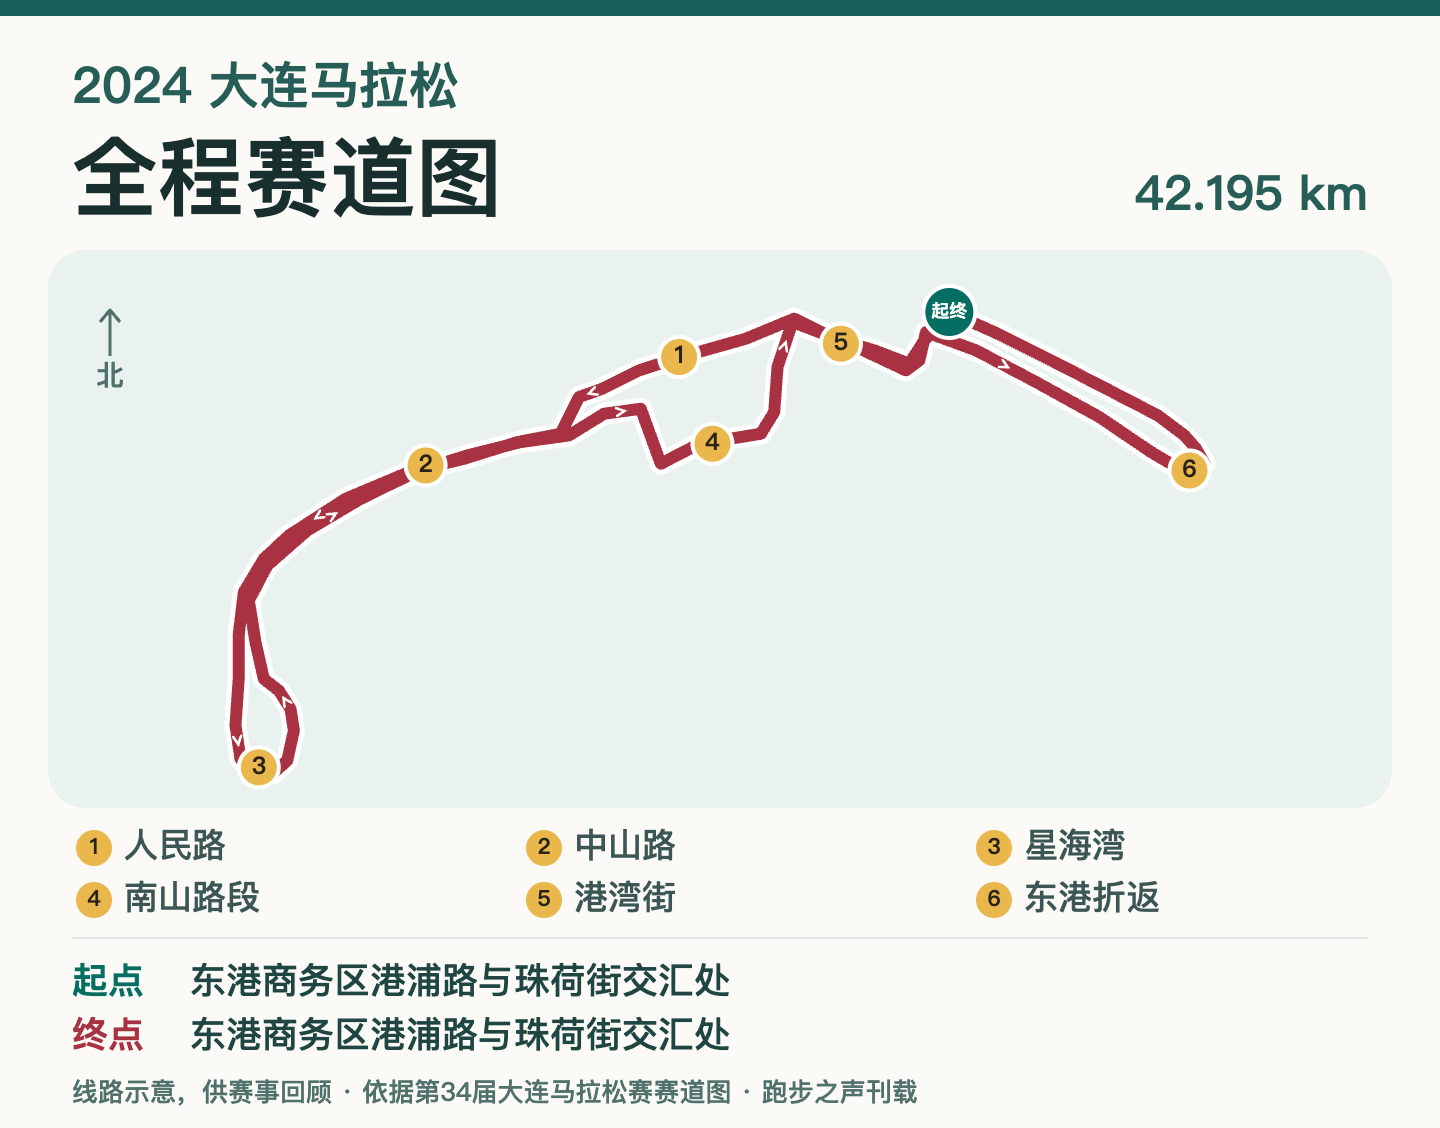 2024 大连马拉松
全程赛道图
42.195 km
北
起终
1
5
2
4
6
3
1 人民路
2 中山路
3 星海湾
4 南山路段
5 港湾街
6 东港折返
起点 东港商务区港浦路与珠荷街交汇处
终点 东港商务区港浦路与珠荷街交汇处
线路示意，供赛事回顾 · 依据第34届大连马拉松赛赛道图 · 跑步之声刊载